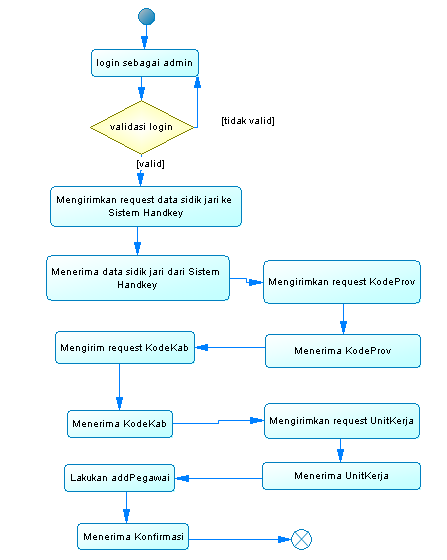 login sebagai admin
validasi login
[tidak valid]
[valid]
Mengirimkan request data sidik jari ke
Sistem Handkey
Menerima data sidik jari dari Sistem
Handkey
Mengirimkan request KodeProv
Menerima KodeProv
Mengirim request KodeKab
Menerima KodeKab
Mengirimkan request UnitKerja
Menerima UnitKerja
Lakukan addPegawai
Menerima Konfirmasi